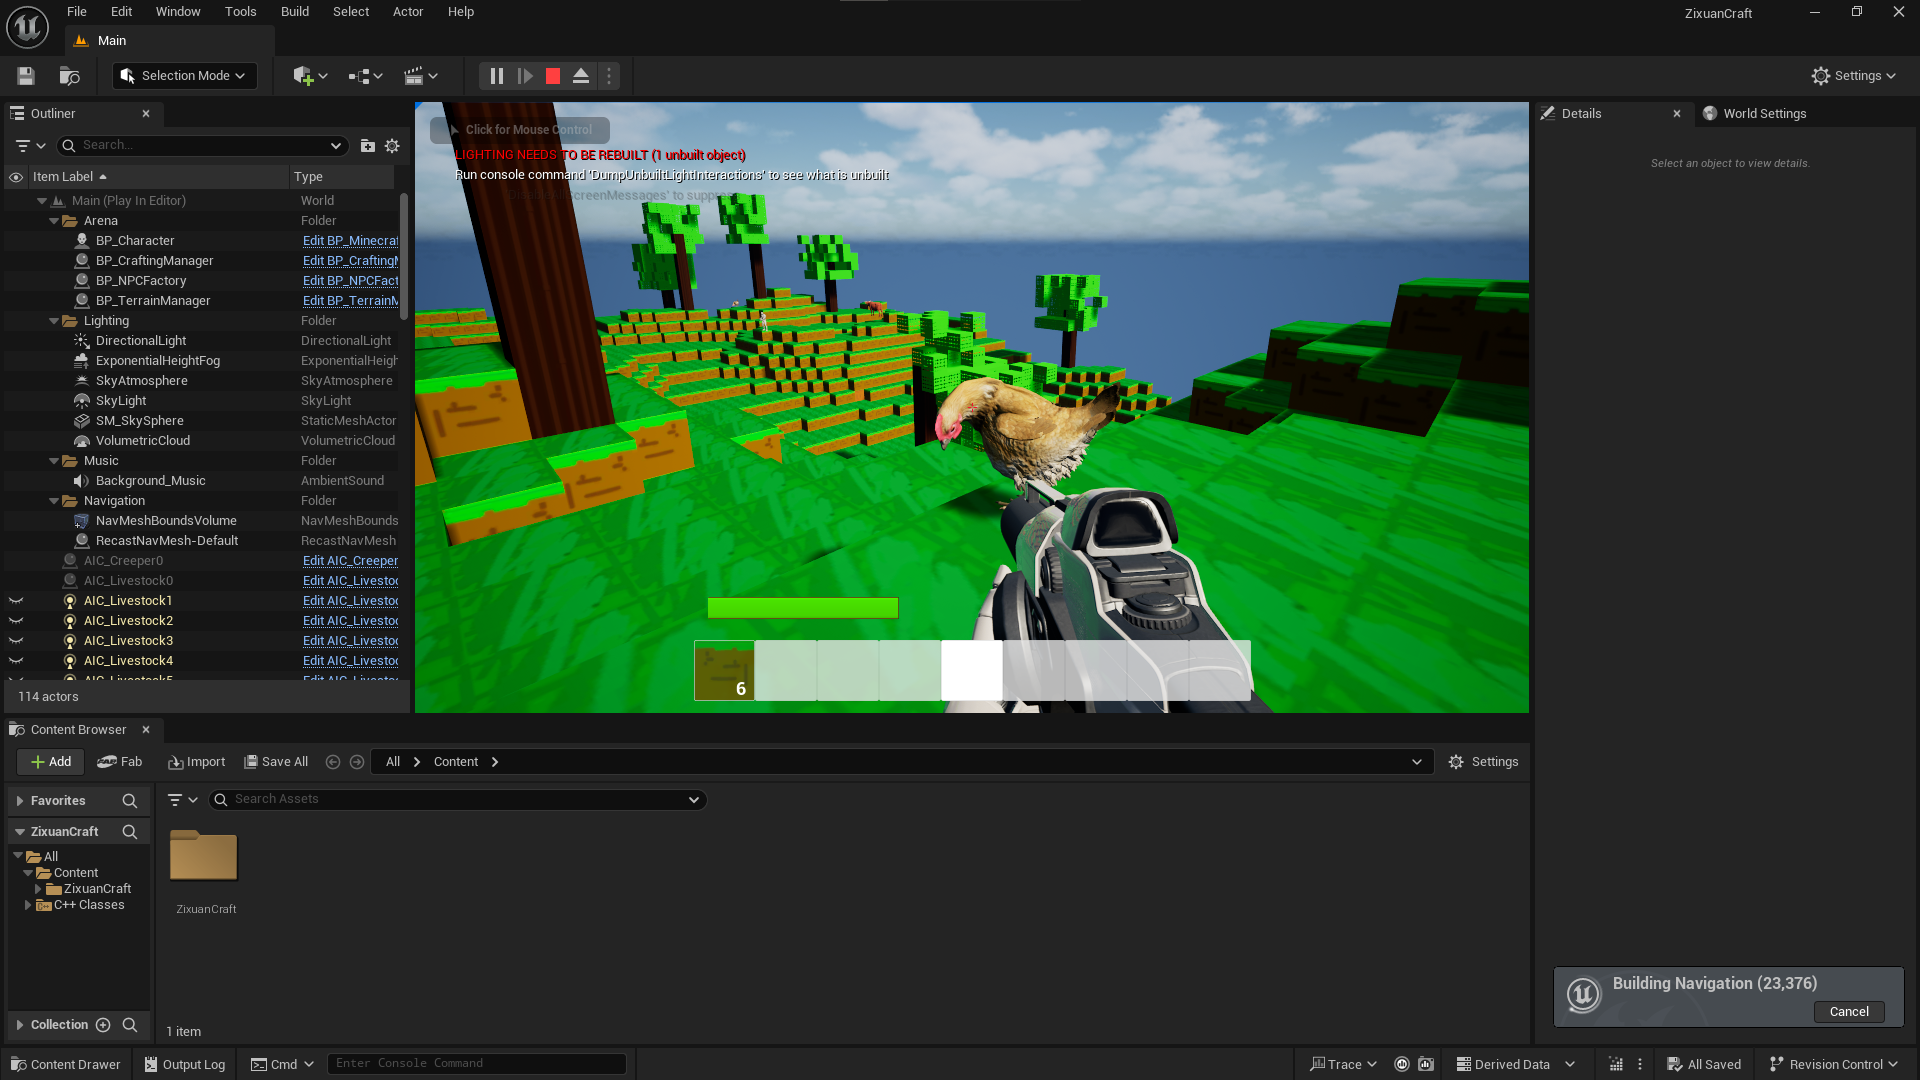 File Edit Window Tools Build Select Actor Help
ZixuanCraft
Main
Selection Mode
Settings
Outliner
Search...
Item Label Type
Main (Play In Editor) World
Arena Folder
BP_Character Edit BP_Minecraf
BP_CraftingManager Edit BP_Crafting
BP_NPCFactory Edit BP_NPCFact
BP_TerrainManager Edit BP_TerrainM
Lighting Folder
DirectionalLight DirectionalLight
ExponentialHeightFog ExponentialHeigh
SkyAtmosphere SkyAtmosphere
SkyLight SkyLight
SM_SkySphere StaticMeshActor
VolumetricCloud VolumetricCloud
Music Folder
Background_Music AmbientSound
Navigation Folder
NavMeshBoundsVolume NavMeshBounds
RecastNavMesh-Default RecastNavMesh
AIC_Creeper0 Edit AIC_Creeper
AIC_Livestock0 Edit AIC_Livestoc
AIC_Livestock1 Edit AIC_Livestoc
AIC_Livestock2 Edit AIC_Livestoc
AIC_Livestock3 Edit AIC_Livestoc
AIC_Livestock4 Edit AIC_Livestoc
114 actors
Click for Mouse Control
LIGHTING NEEDS TO BE REBUILT (1 unbuilt object)
Run console command 'DumpUnbuiltLightInteractions' to see what is unbuilt
ScreenMessages' to suppress
6
Details
World Settings
Select an object to view details.
Content Browser
Add Fab Import Save All All Content Settings
Favorites
Search Assets
ZixuanCraft
All
Content
ZixuanCraft
C++ Classes
ZixuanCraft
Collection
1 item
Building Navigation (23,376)
Cancel
Content Drawer Output Log Cmd Enter Console Command Trace Derived Data All Saved Revision Control